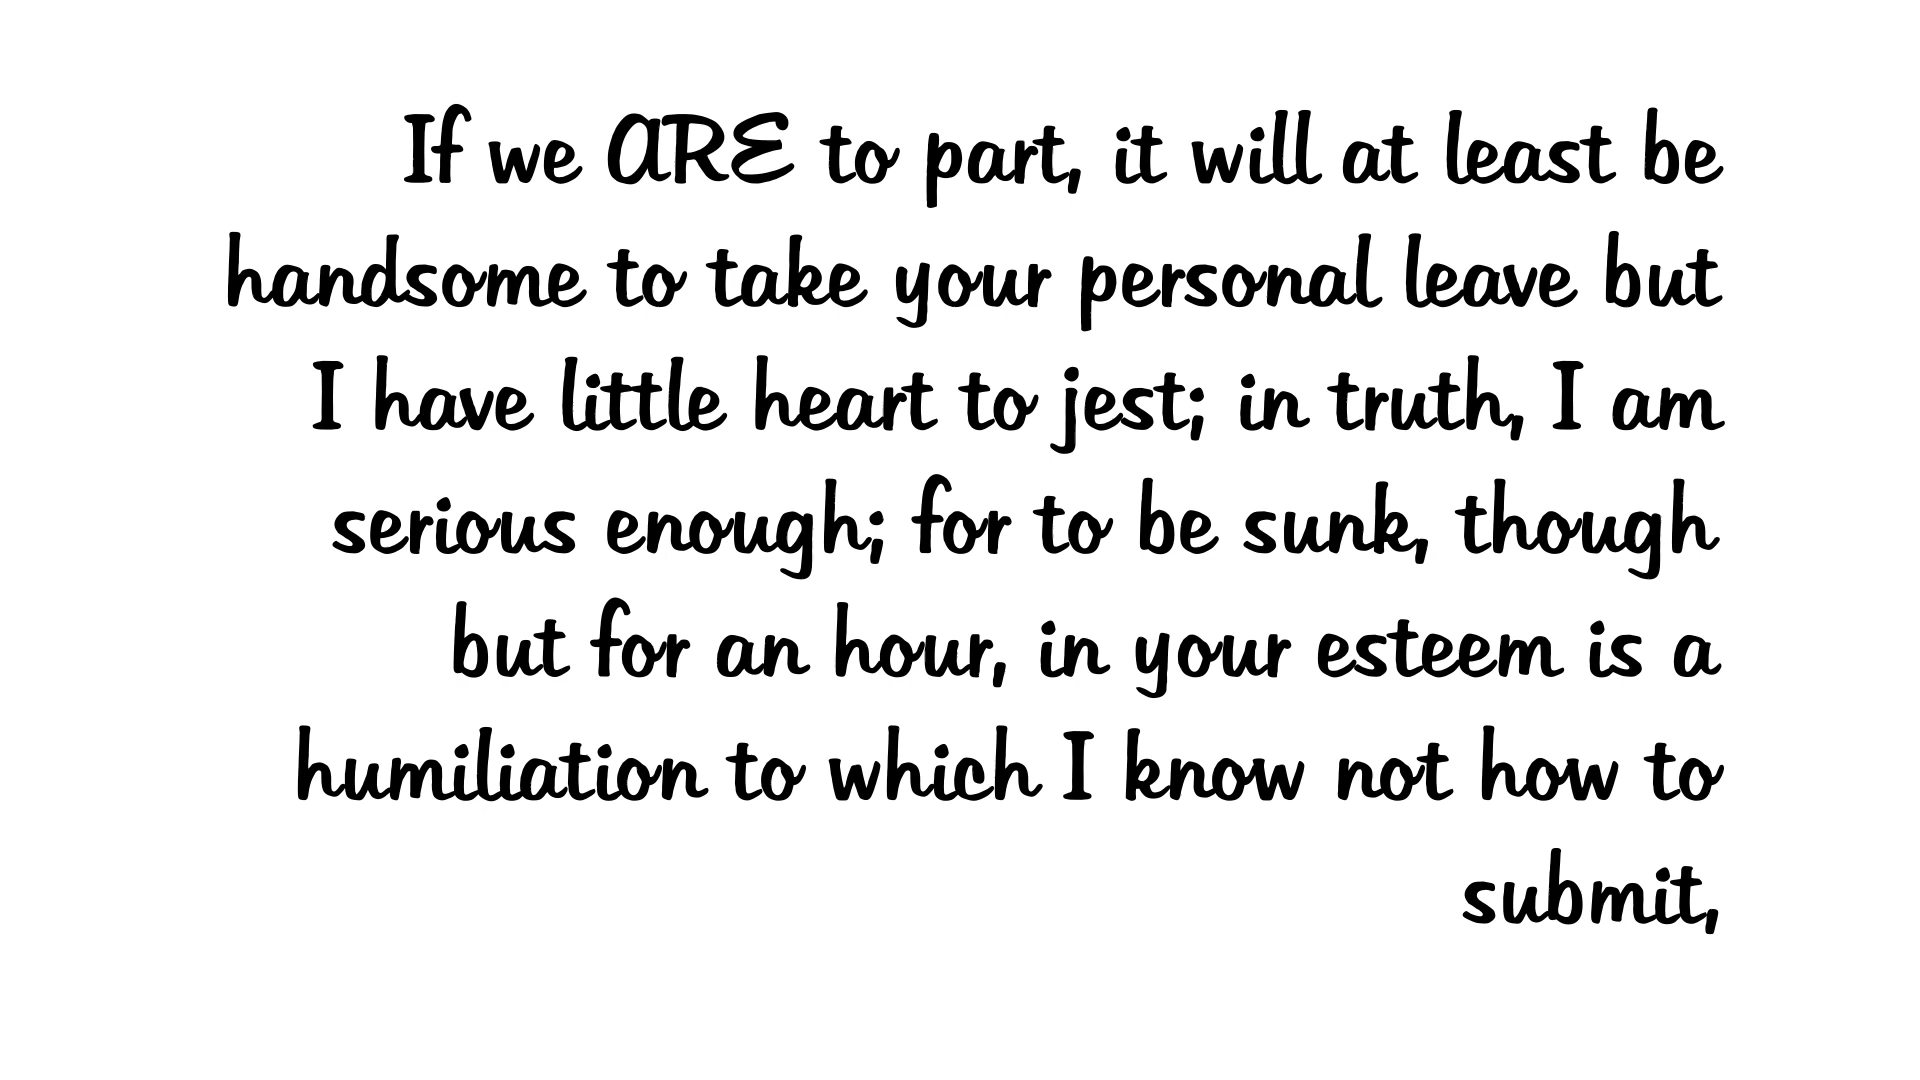 If we ARE to part, it will at least be
handsome to take your personal leave but
I have little heart to jest; in truth, I am
serious enough; for to be sunk, though
but for an hour, in your esteem is a
humiliation to which I know not how to
submit,